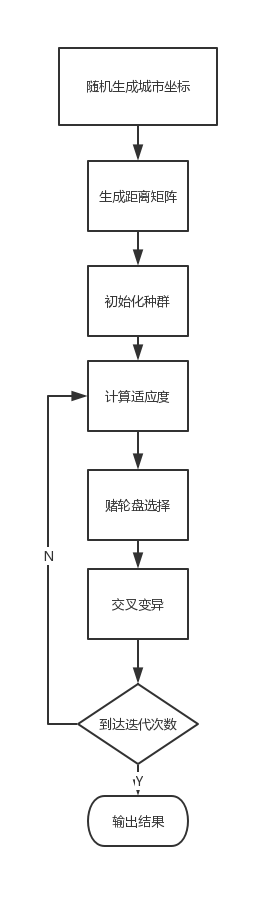 随机生成城市坐标
生成距离矩阵
初始化种群
计算适应度
赌轮盘选择
N
交叉变异
到达迭代次数
Y
输出结果